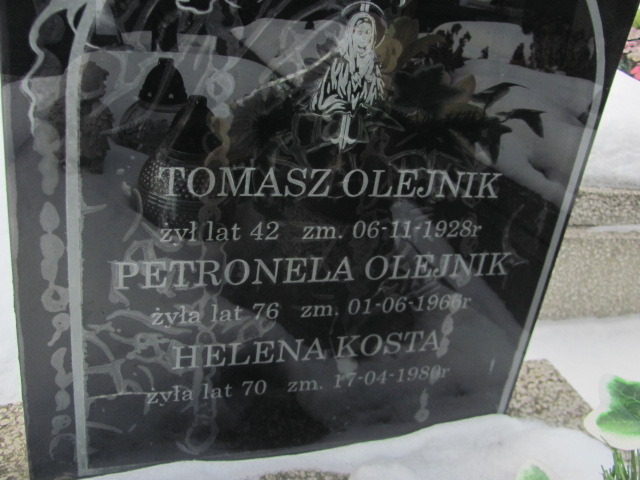 TOMASZ OLEJNIK
żył lat 42 zm. 06-11-1928r
PETRONELA OLEJNIK
żyła lat 76 zm. 01-06-1966r
HELENA KOSTA
żyła lat 70 zm. 17-04-1980r